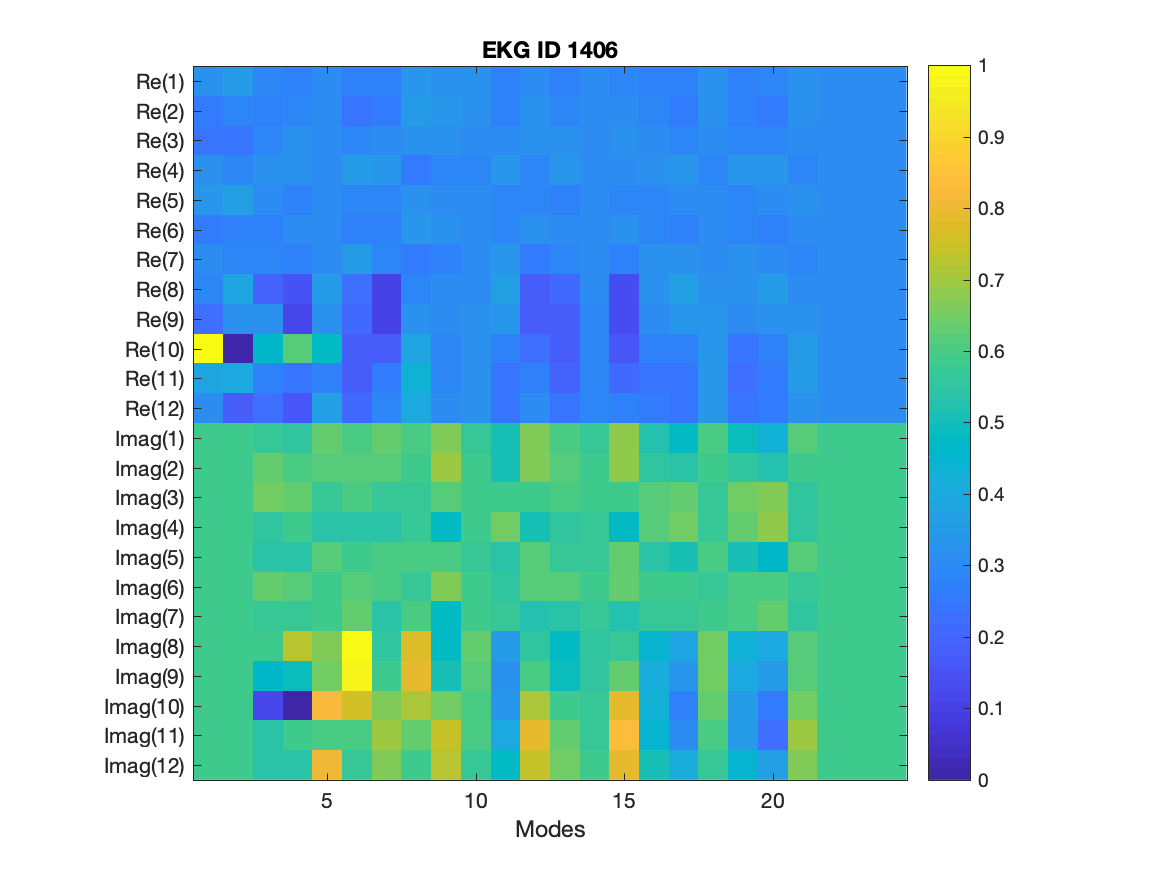 EKG ID 1406
Re(1)
Re(2)
Re(3)
Re(4)
Re(5)
Re(6)
Re(7)
Re(8)
Re(9)
Re(10)
Re(11)
Re(12)
Imag(1)
Imag(2)
Imag(3)
Imag(4)
Imag(5)
Imag(6)
Imag(7)
Imag(8)
Imag(9)
Imag(10)
Imag(11)
Imag(12)
5 10 15 20
Modes
1
0.9
0.8
0.7
0.6
0.5
0.4
0.3
0.2
0.1
0